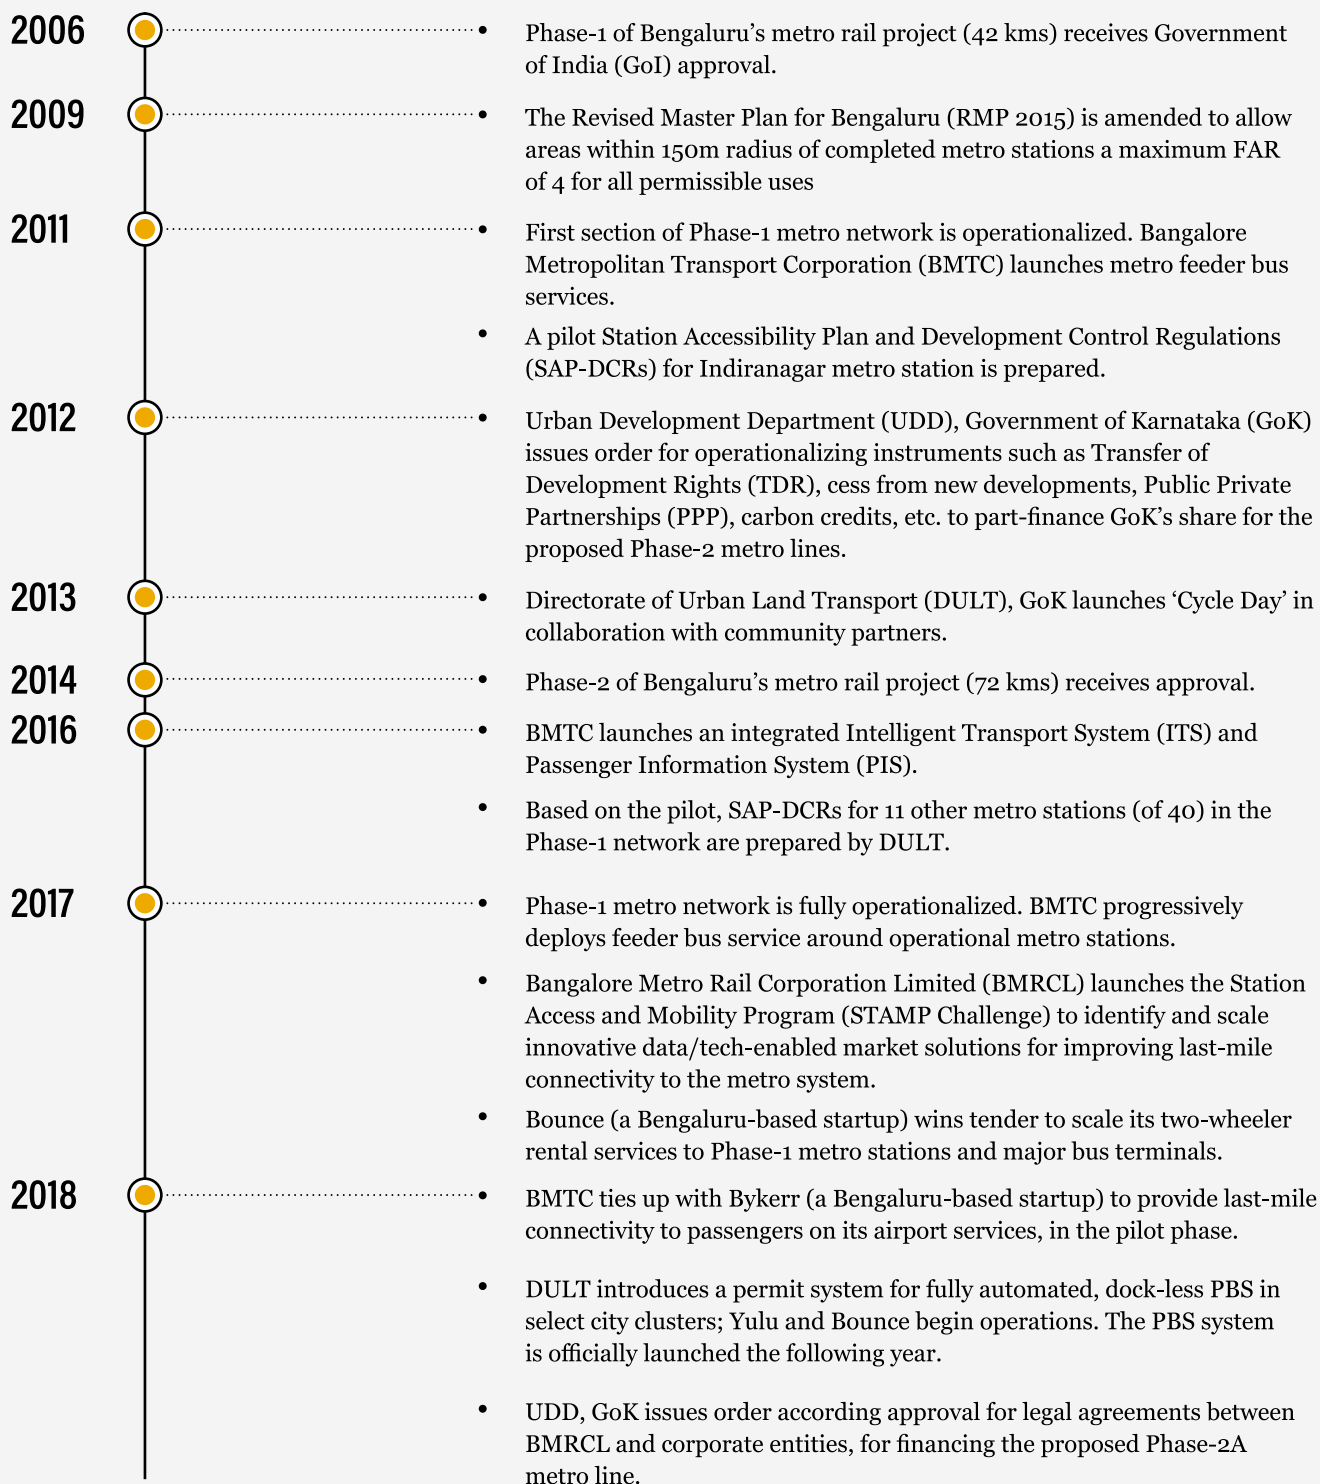 2006
Phase-1 of Bengaluru’s metro rail project (42 kms) receives Government
of India (GoI) approval.
2009
The Revised Master Plan for Bengaluru (RMP 2015) is amended to allow
areas within 150m radius of completed metro stations a maximum FAR
of 4 for all permissible uses
2011
First section of Phase-1 metro network is operationalized. Bangalore
Metropolitan Transport Corporation (BMTC) launches metro feeder bus
services.
A pilot Station Accessibility Plan and Development Control Regulations
(SAP-DCRs) for Indiranagar metro station is prepared.
2012
Urban Development Department (UDD), Government of Karnataka (GoK)
issues order for operationalizing instruments such as Transfer of
Development Rights (TDR), cess from new developments, Public Private
Partnerships (PPP), carbon credits, etc. to part-finance GoK’s share for the
proposed Phase-2 metro lines.
2013
Directorate of Urban Land Transport (DULT), GoK launches ‘Cycle Day’ in
collaboration with community partners.
2014
Phase-2 of Bengaluru’s metro rail project (72 kms) receives approval.
2016
BMTC launches an integrated Intelligent Transport System (ITS) and
Passenger Information System (PIS).
Based on the pilot, SAP-DCRs for 11 other metro stations (of 40) in the
Phase-1 network are prepared by DULT.
2017
Phase-1 metro network is fully operationalized. BMTC progressively
deploys feeder bus service around operational metro stations.
Bangalore Metro Rail Corporation Limited (BMRCL) launches the Station
Access and Mobility Program (STAMP Challenge) to identify and scale
innovative data/tech-enabled market solutions for improving last-mile
connectivity to the metro system.
Bounce (a Bengaluru-based startup) wins tender to scale its two-wheeler
rental services to Phase-1 metro stations and major bus terminals.
2018
BMTC ties up with Bykerr (a Bengaluru-based startup) to provide last-mile
connectivity to passengers on its airport services, in the pilot phase.
DULT introduces a permit system for fully automated, dock-less PBS in
select city clusters; Yulu and Bounce begin operations. The PBS system
is officially launched the following year.
UDD, GoK issues order according approval for legal agreements between
BMRCL and corporate entities, for financing the proposed Phase-2A
metro line.